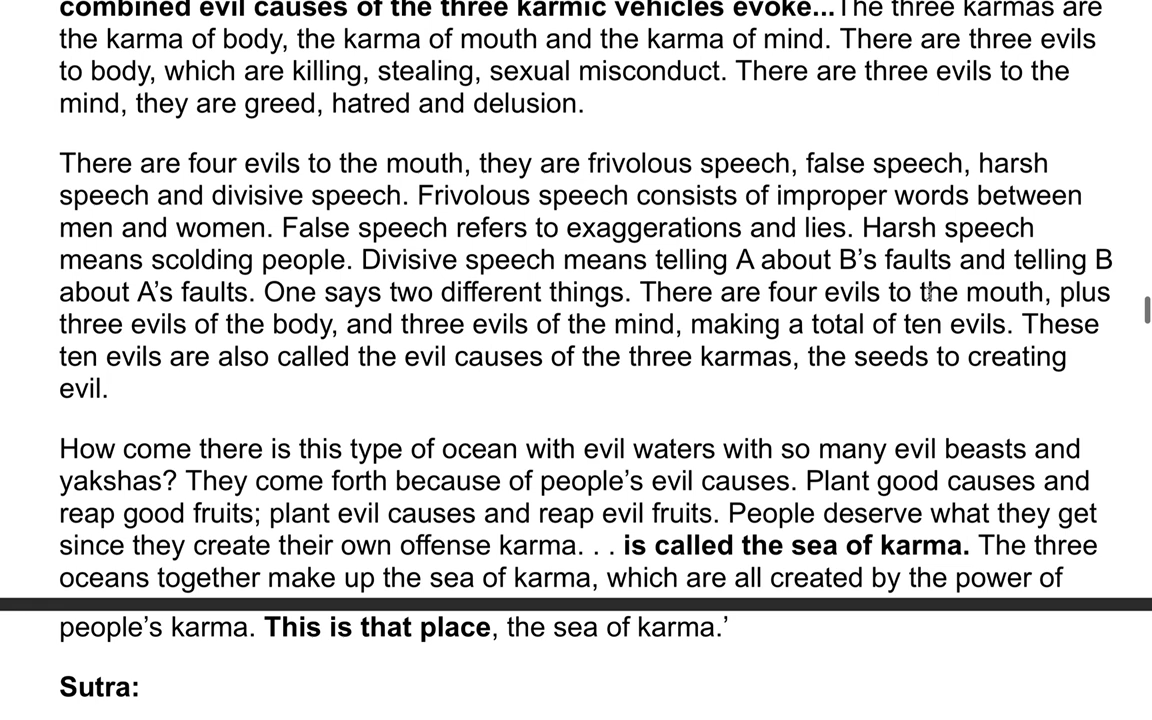 combined evil causes of the three karmic vehicles evoke...The three karmas are
the karma of body, the karma of mouth and the karma of mind. There are three evils
to body, which are killing, stealing, sexual misconduct. There are three evils to the
mind, they are greed, hatred and delusion.
There are four evils to the mouth, they are frivolous speech, false speech, harsh
speech and divisive speech. Frivolous speech consists of improper words between
men and women. False speech refers to exaggerations and lies. Harsh speech
means scolding people. Divisive speech means telling A about B’s faults and telling B
about A’s faults. One says two different things. There are four evils to the mouth, plus
three evils of the body, and three evils of the mind, making a total of ten evils. These
ten evils are also called the evil causes of the three karmas, the seeds to creating
evil.
How come there is this type of ocean with evil waters with so many evil beasts and
yakshas? They come forth because of people’s evil causes. Plant good causes and
reap good fruits; plant evil causes and reap evil fruits. People deserve what they get
since they create their own offense karma. . . is called the sea of karma. The three
oceans together make up the sea of karma, which are all created by the power of
people’s karma. This is that place, the sea of karma.’
Sutra: